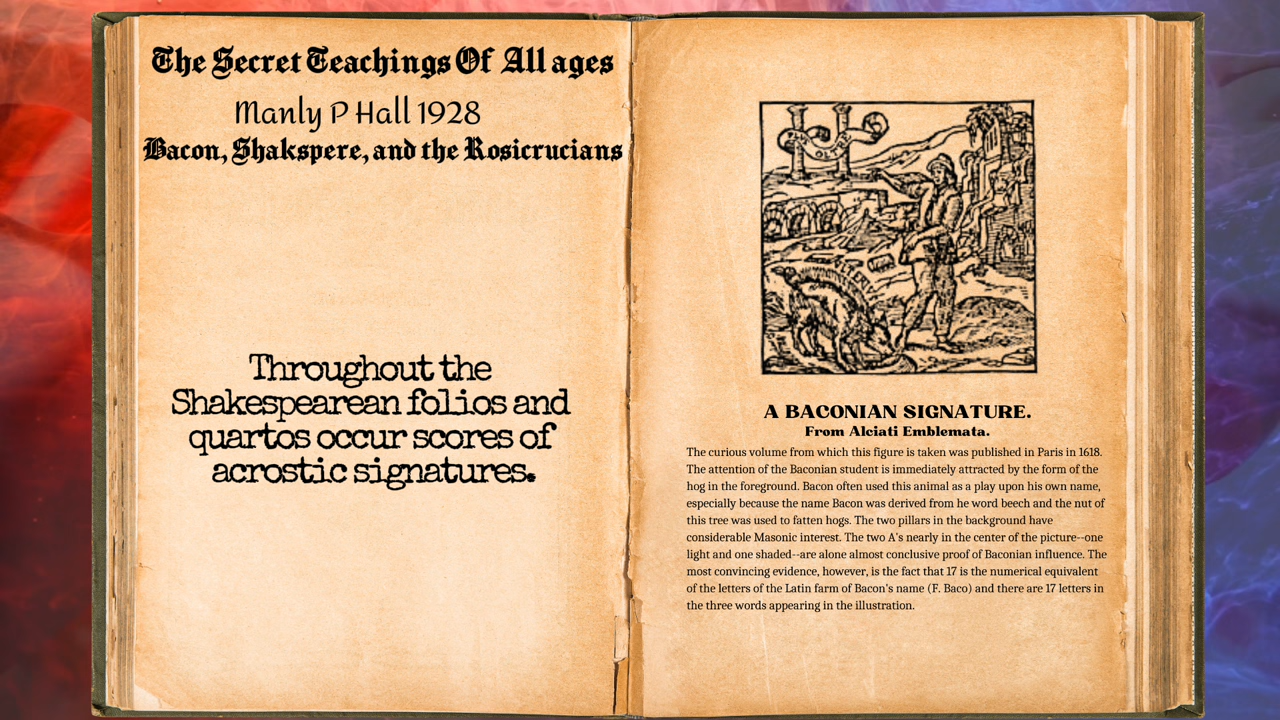 The Secret Teachings Of All ages
Manly P Hall 1928
Bacon, Shakspere, and the Rosicrucians
Throughout the
Shakespearean folios and
quartos occur scores of
acrostic signatures.
A BACONIAN SIGNATURE.
From Alciati Emblemata.
The curious volume from which this figure is taken was published in Paris in 1618.
The attention of the Baconian student is immediately attracted by the form of the
hog in the foreground. Bacon often used this animal as a play upon his own name,
especially because the name Bacon was derived from he word beech and the nut of
this tree was used to fatten hogs. The two pillars in the background have
considerable Masonic interest. The two A's nearly in the center of the picture--one
light and one shaded--are alone almost conclusive proof of Baconian influence. The
most convincing evidence, however, is the fact that 17 is the numerical equivalent
of the letters of the Latin farm of Bacon's name (F. Baco) and there are 17 letters in
the three words appearing in the illustration.